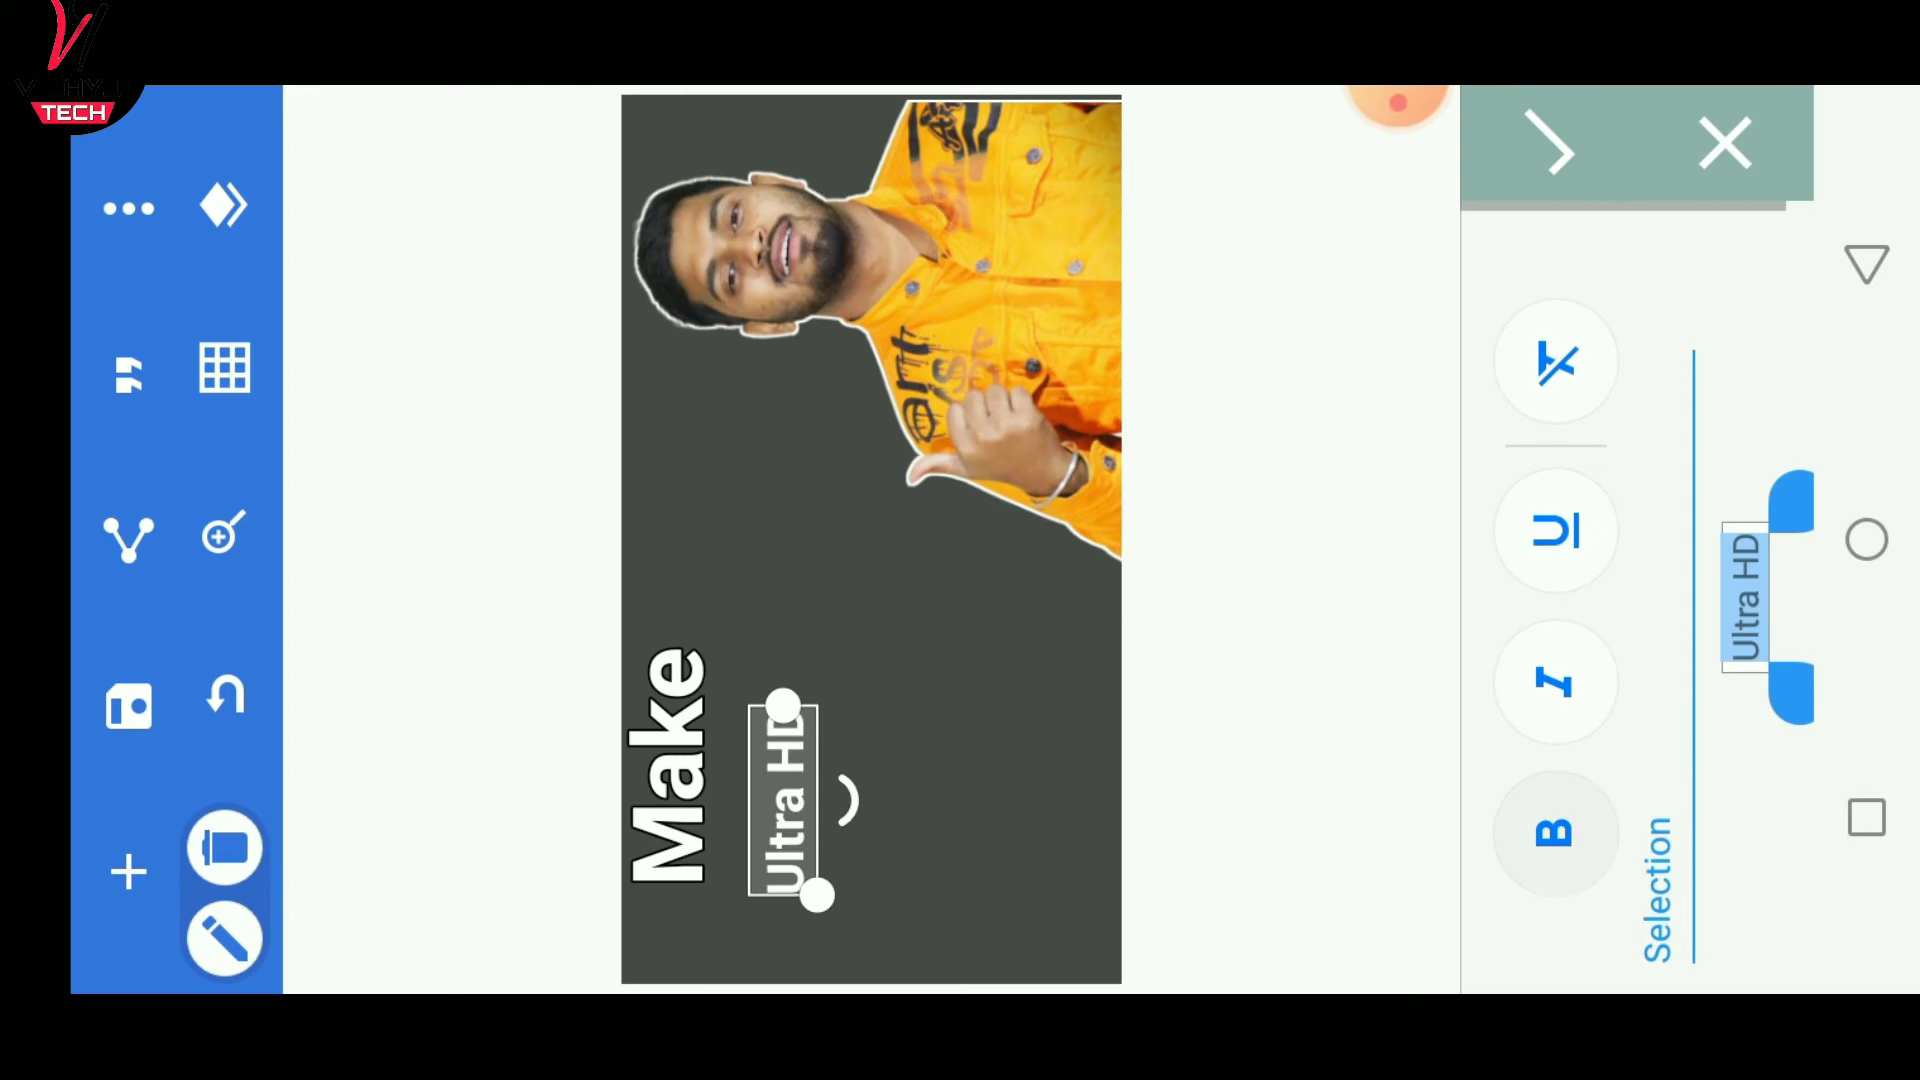 TECH
Make
Ultra HD
B
I
U
Selection
Ultra HD